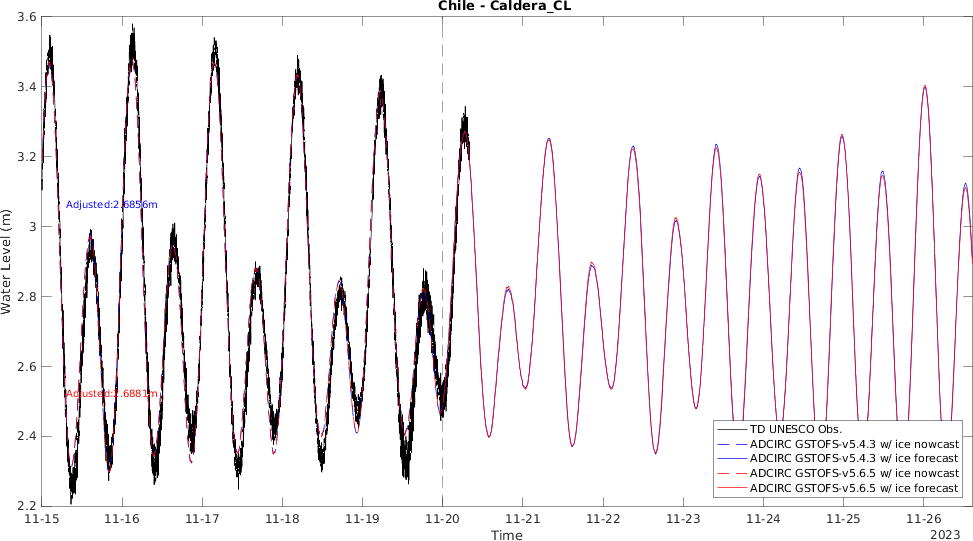 Chile - Caldera_CL
3.6
3.4
3.2
3
2.8
2.6
2.4
2.2
Water Level (m)
Adjusted:2.6856m
Adjusted:2.6881m
TD UNESCO Obs.
ADCIRC GSTOFS-v5.4.3 w/ ice nowcast
ADCIRC GSTOFS-v5.4.3 w/ ice forecast
ADCIRC GSTOFS-v5.6.5 w/ ice nowcast
ADCIRC GSTOFS-v5.6.5 w/ ice forecast
11-15 11-16 11-17 11-18 11-19 11-20 11-21 11-22 11-23 11-24 11-25 11-26
Time
2023